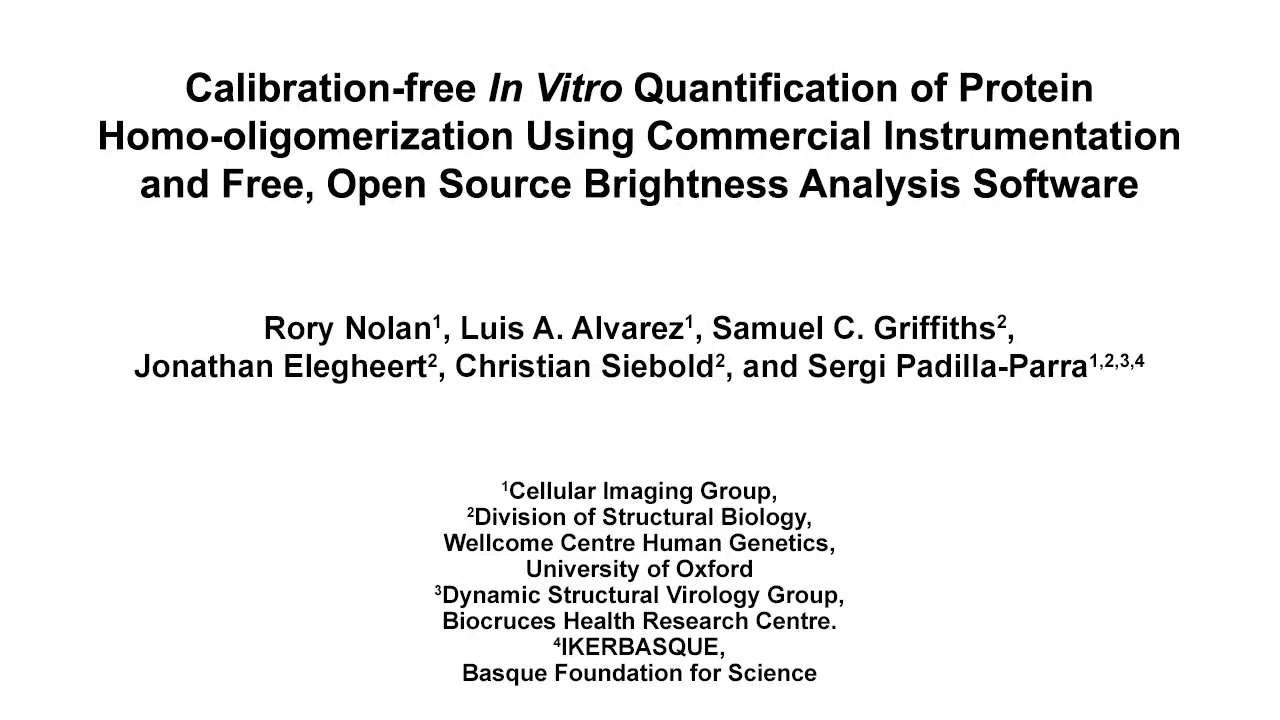 Calibration-free In Vitro Quantification of Protein
Homo-oligomerization Using Commercial Instrumentation
and Free, Open Source Brightness Analysis Software
Rory Nolan¹, Luis A. Alvarez¹, Samuel C. Griffiths²,
Jonathan Elegheert², Christian Siebold², and Sergi Padilla-Parra¹,²,³,⁴
¹Cellular Imaging Group,
²Division of Structural Biology,
Wellcome Centre Human Genetics,
University of Oxford
³Dynamic Structural Virology Group,
Biocruces Health Research Centre.
⁴IKERBASQUE,
Basque Foundation for Science